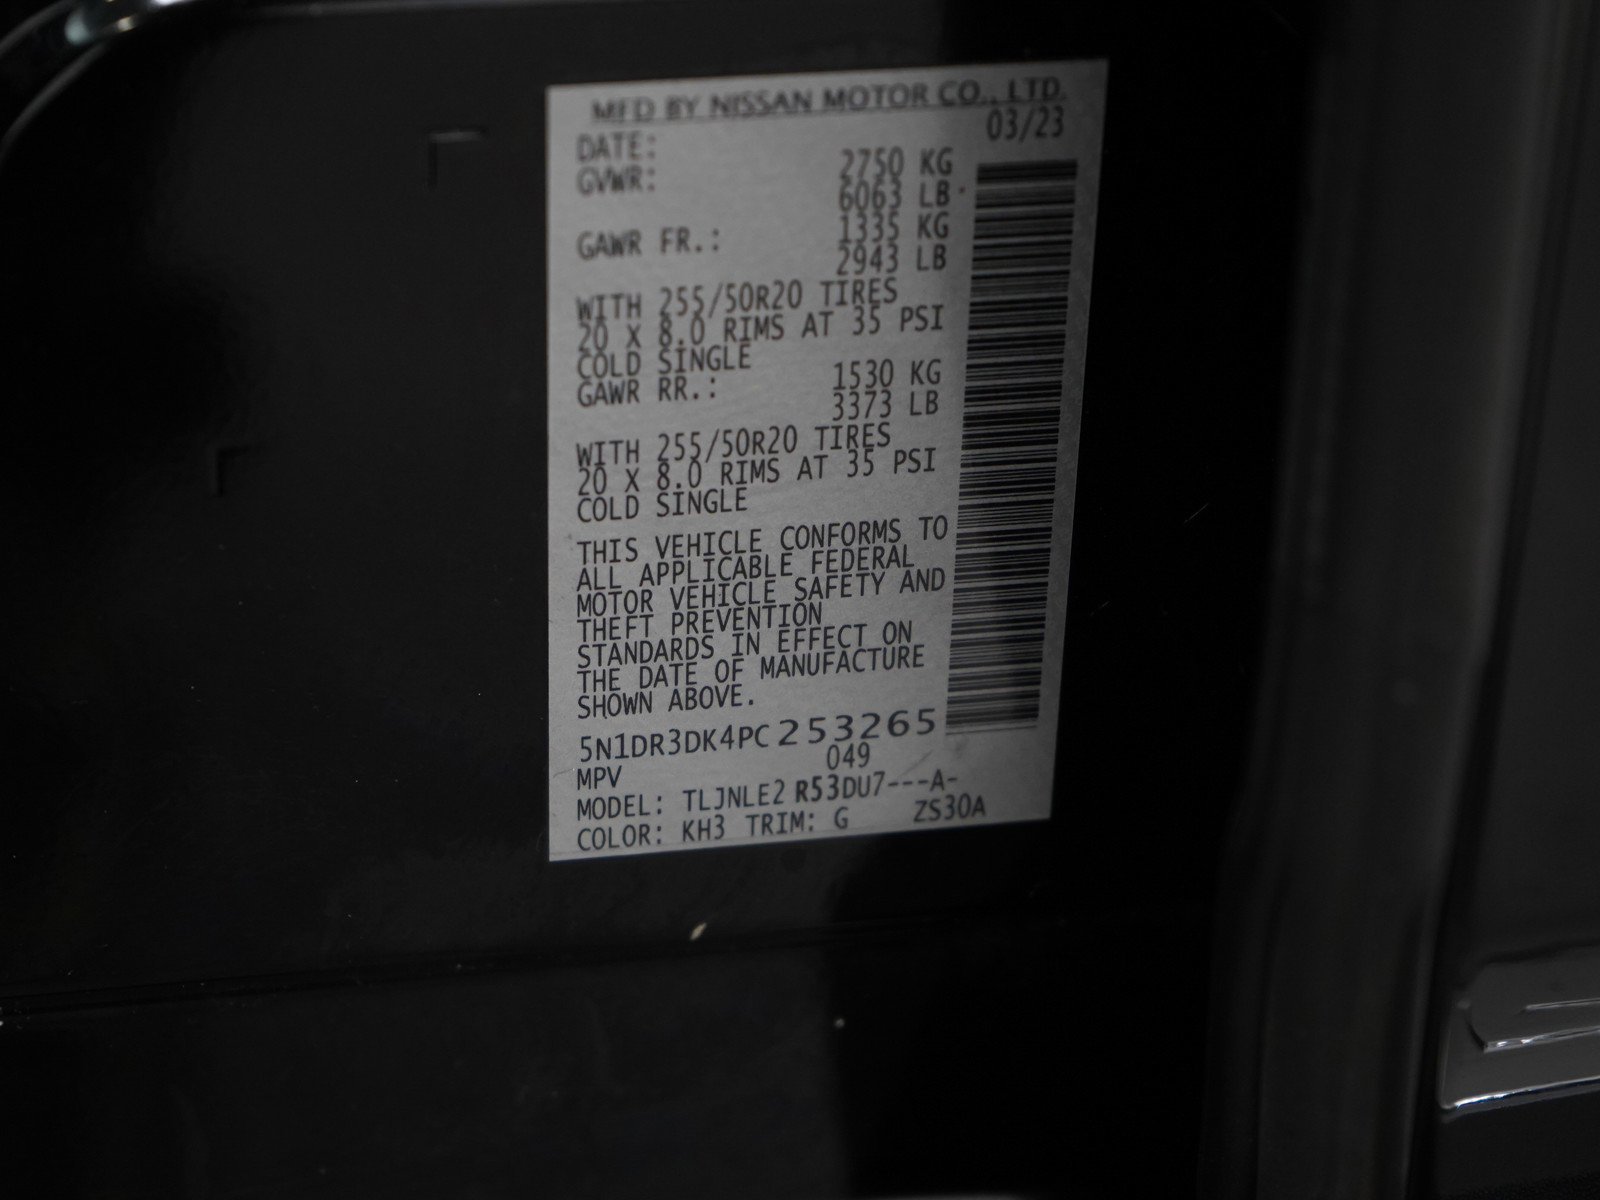 MFD BY NISSAN MOTOR CO., LTD.
DATE: 03/23
GVWR: 2750 KG
6063 LB
GAWR FR.: 1335 KG
2943 LB
WITH 255/50R20 TIRES
20 X 8.0 RIMS AT 35 PSI
COLD SINGLE
GAWR RR.: 1530 KG
3373 LB
WITH 255/50R20 TIRES
20 X 8.0 RIMS AT 35 PSI
COLD SINGLE
THIS VEHICLE CONFORMS TO
ALL APPLICABLE FEDERAL
MOTOR VEHICLE SAFETY AND
THEFT PREVENTION
STANDARDS IN EFFECT ON
THE DATE OF MANUFACTURE
SHOWN ABOVE.
5N1DR3DK4PC253265
MPV 049
MODEL: TLJNLE2 R53DU7---A-
COLOR: KH3 TRIM: G ZS30A